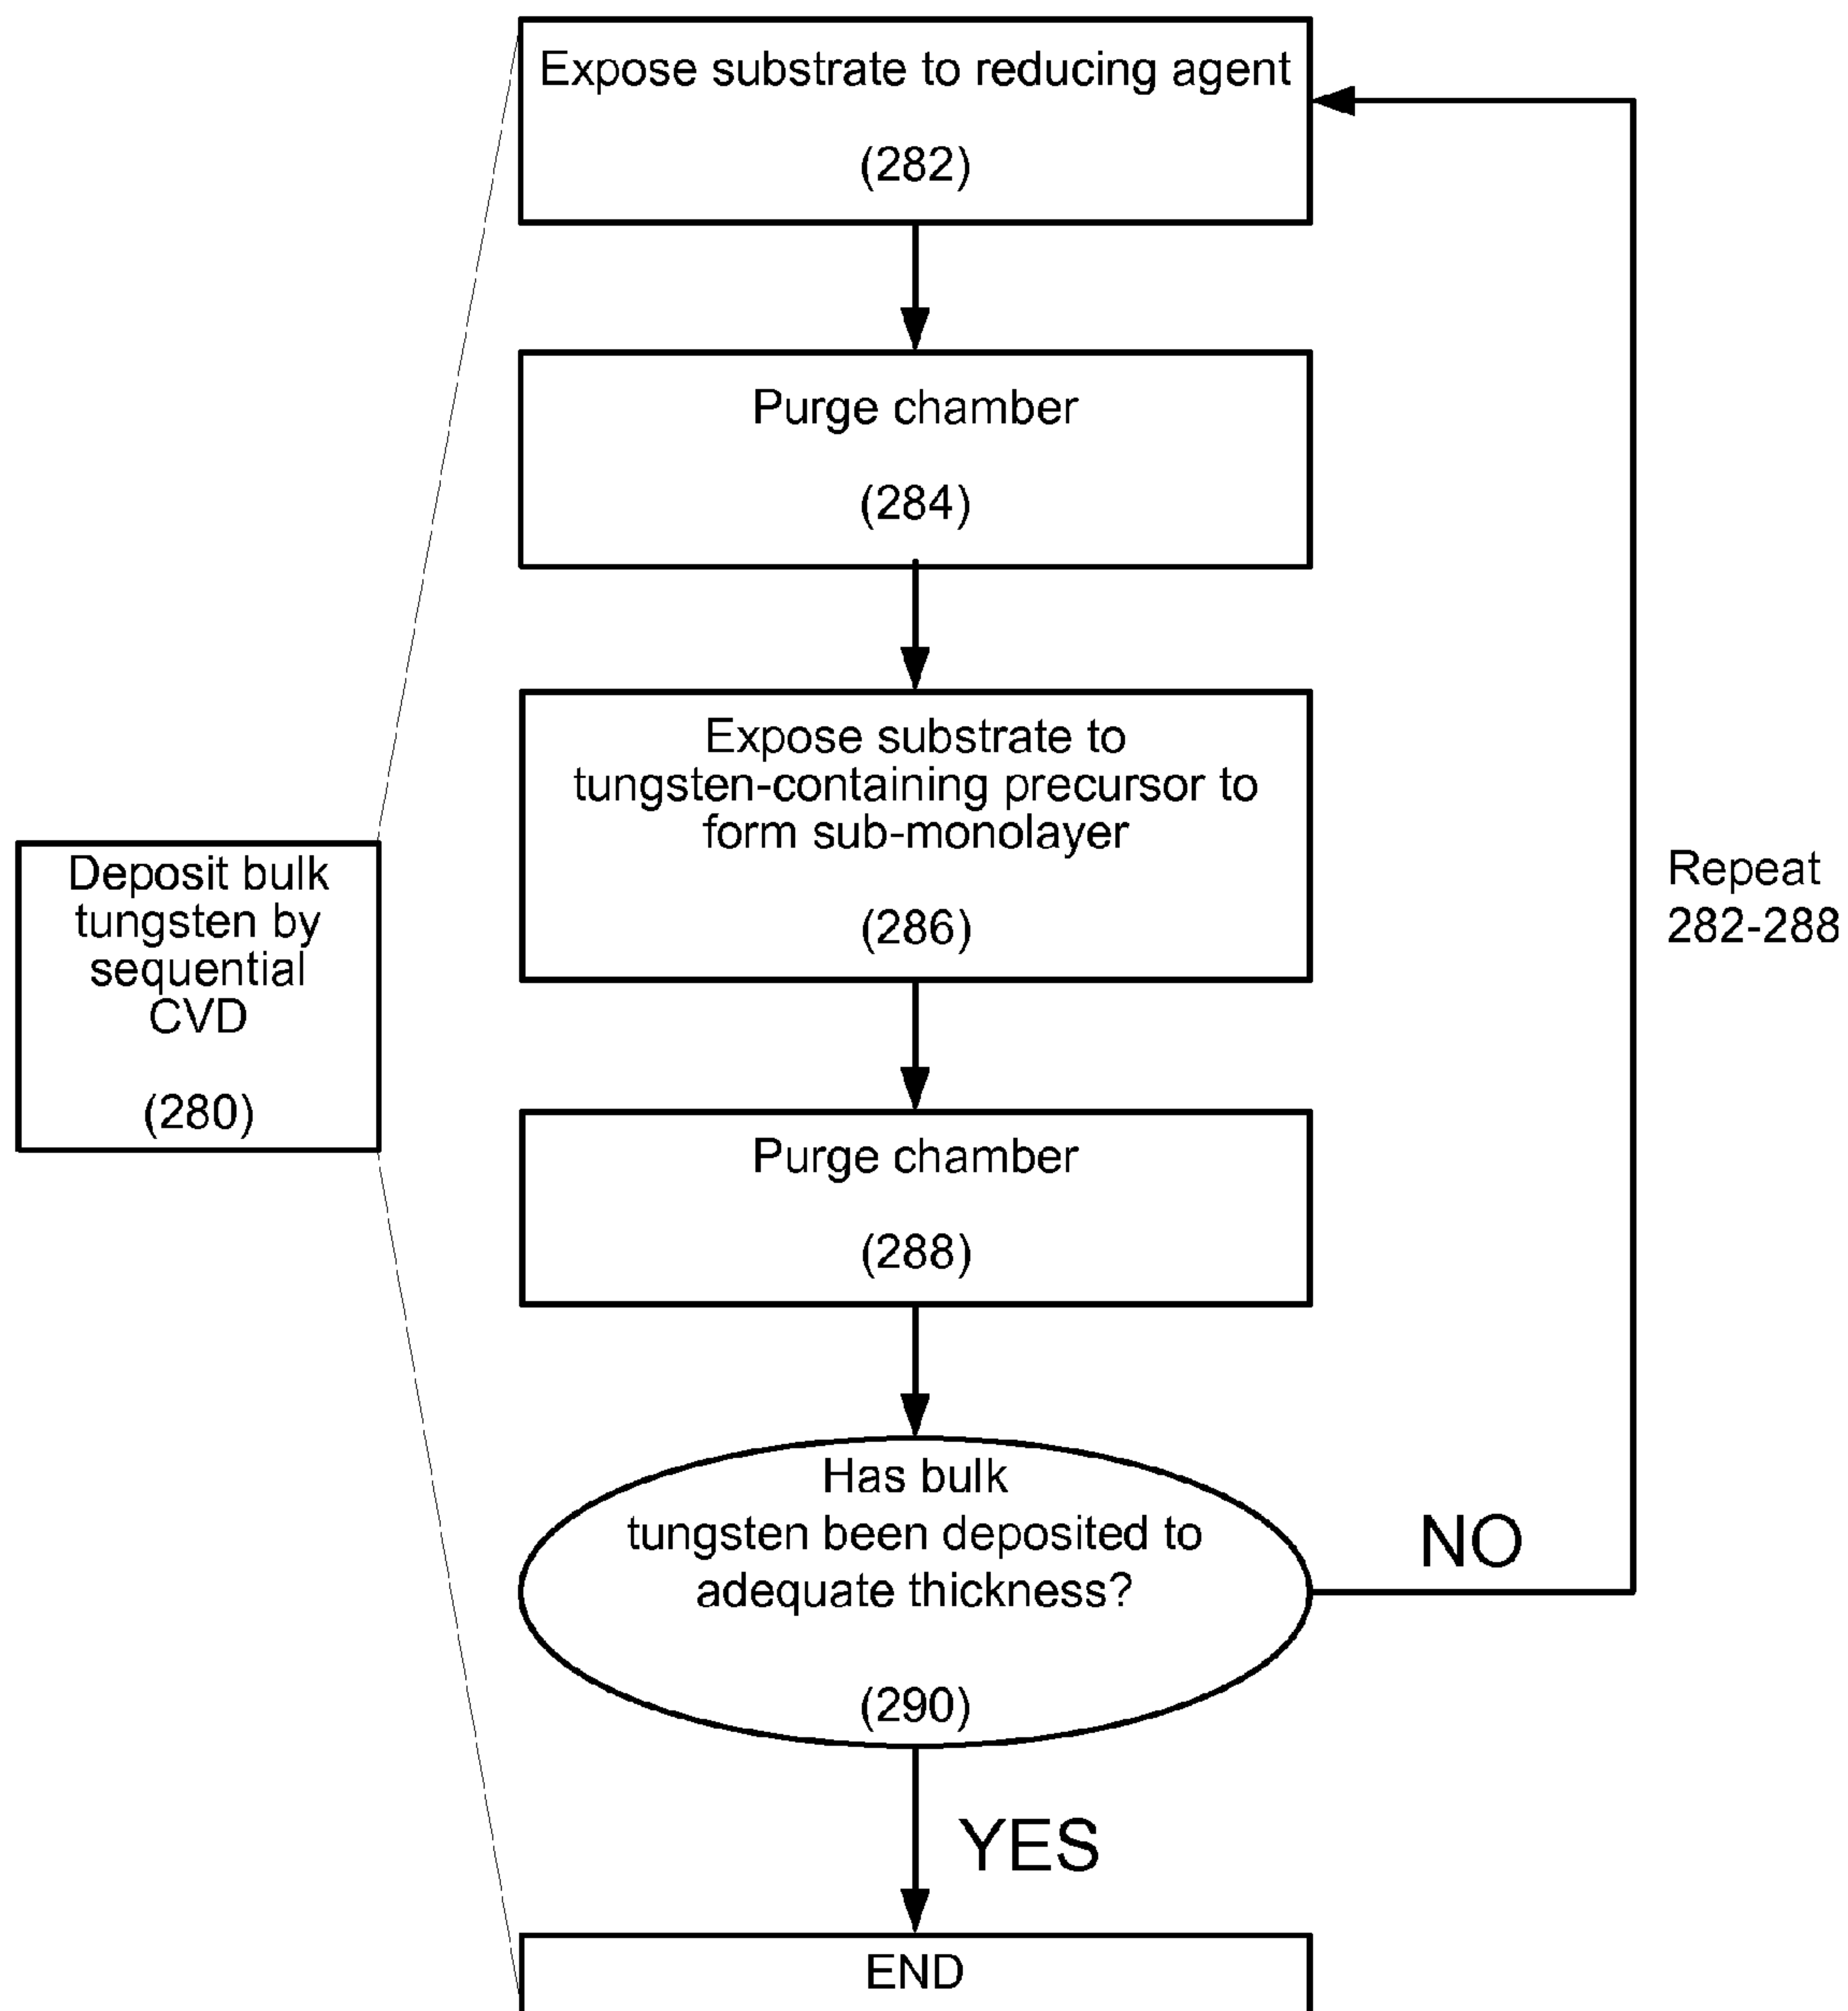 Expose substrate to reducing agent
(282)
Purge chamber
(284)
Expose substrate to
tungsten-containing precursor to
form sub-monolayer
(286)
Deposit bulk
tungsten by
sequential
CVD
(280)
Repeat
282-288
Purge chamber
(288)
Has bulk
tungsten been deposited to
adequate thickness?
(290)
NO
YES
END